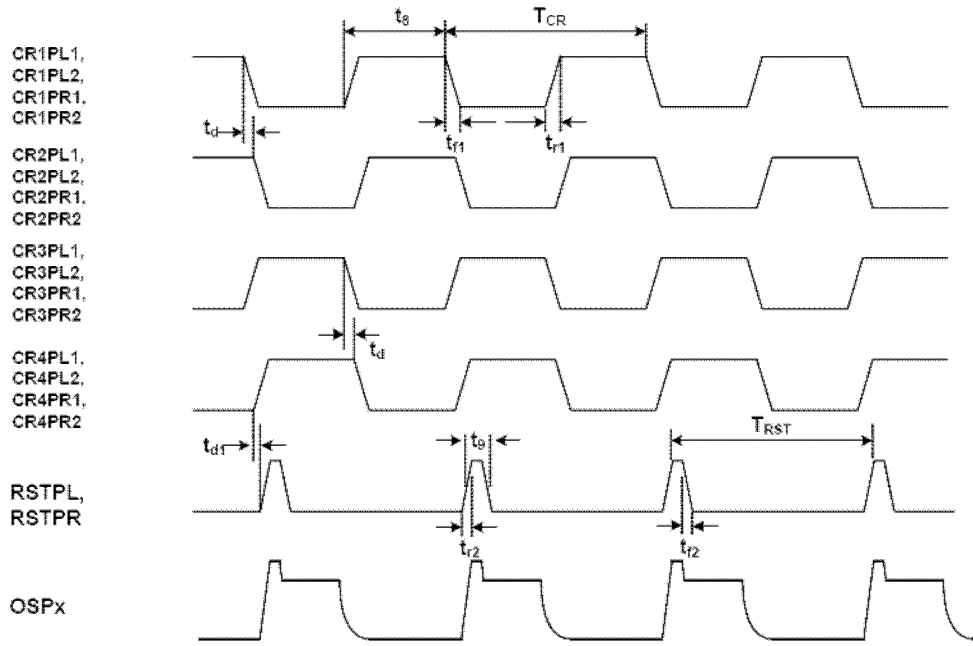 t8
TCR
CR1PL1,
CR1PL2,
CR1PR1,
CR1PR2
td
tf1
tr1
CR2PL1,
CR2PL2,
CR2PR1,
CR2PR2
CR3PL1,
CR3PL2,
CR3PR1,
CR3PR2
td
CR4PL1,
CR4PL2,
CR4PR1,
CR4PR2
td1
t9
TRST
RSTPL,
RSTPR
tr2
tf2
OSPx